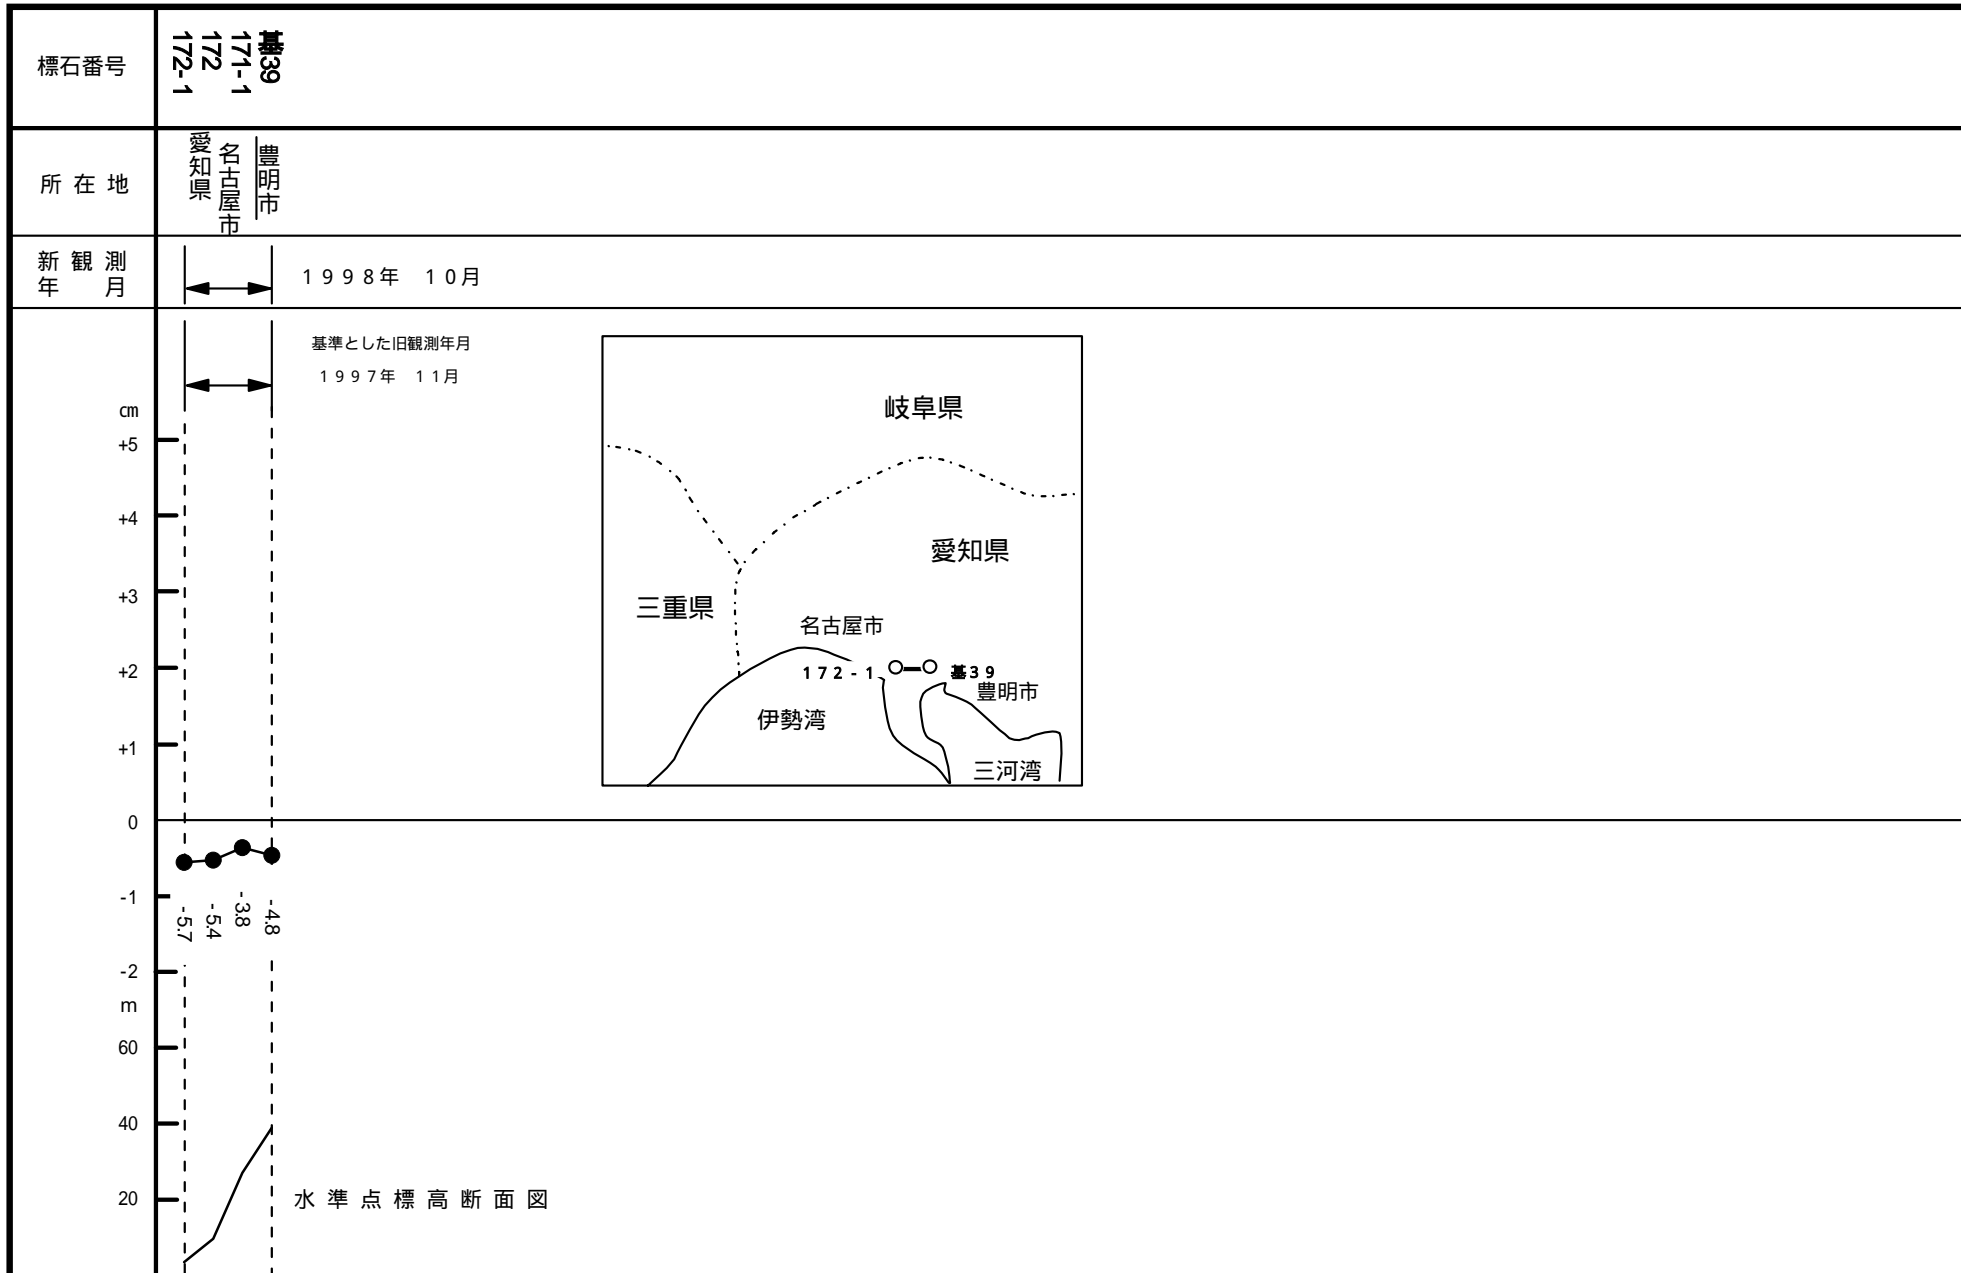 標石番号
172-1
172
171-1
基39
所 在 地
愛知県
名古屋市
豊明市
新 観 測
年 月
1998年 10月
基準とした旧観測年月
1997年 11月
cm
+5
+4
+3
+2
+1
0
-1
-2
-5.7
-5.4
-3.8
-4.8
m
60
40
20
岐阜県
愛知県
三重県
名古屋市
172-1
基39
豊明市
伊勢湾
三河湾
水準点標高断面図